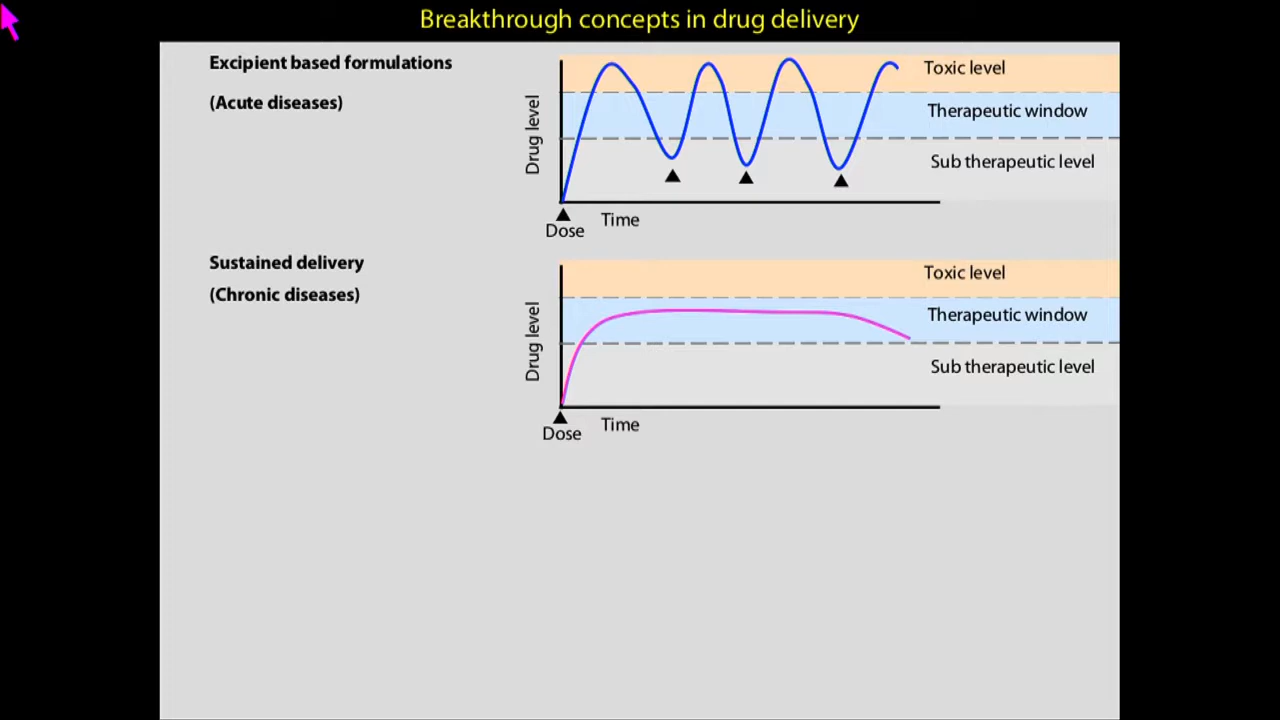 Breakthrough concepts in drug delivery
Excipient based formulations
(Acute diseases)
Drug level
Toxic level
Therapeutic window
Sub therapeutic level
Dose
Time
Sustained delivery
(Chronic diseases)
Drug level
Toxic level
Therapeutic window
Sub therapeutic level
Dose
Time